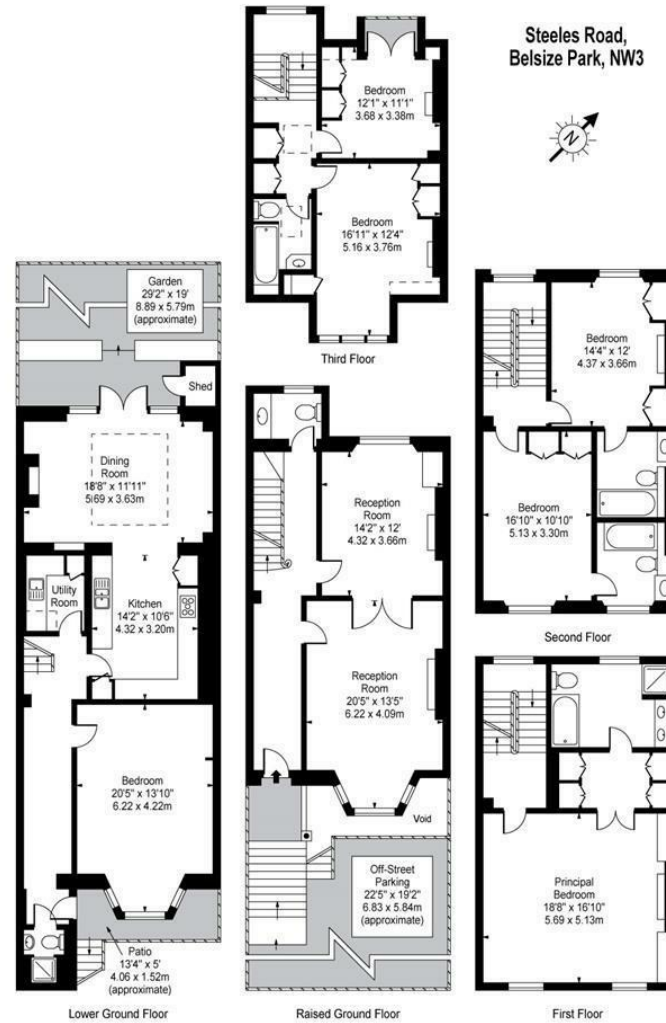 Steeles Road,
Belsize Park, NW3
N
Bedroom
12'1" x 11'1"
3.68 x 3.38m
Bedroom
16'11" x 12'4"
5.16 x 3.76m
Third Floor
Garden
29'2" x 19'
8.89 x 5.79m
(approximate)
Shed
Dining
Room
18'8" x 11'11"
5.69 x 3.63m
Utility
Room
Kitchen
14'2" x 10'6"
4.32 x 3.20m
Bedroom
20'5" x 13'10"
6.22 x 4.22m
Patio
13'4" x 5'
4.06 x 1.52m
(approximate)
Lower Ground Floor
Reception
Room
14'2" x 12'
4.32 x 3.66m
Reception
Room
20'5" x 13'5"
6.22 x 4.09m
Void
Off-Street
Parking
22'5" x 19'2"
6.83 x 5.84m
(approximate)
Raised Ground Floor
Bedroom
14'4" x 12'
4.37 x 3.66m
Bedroom
16'10" x 10'10"
5.13 x 3.30m
Second Floor
Principal
Bedroom
18'8" x 16'10"
5.69 x 5.13m
First Floor